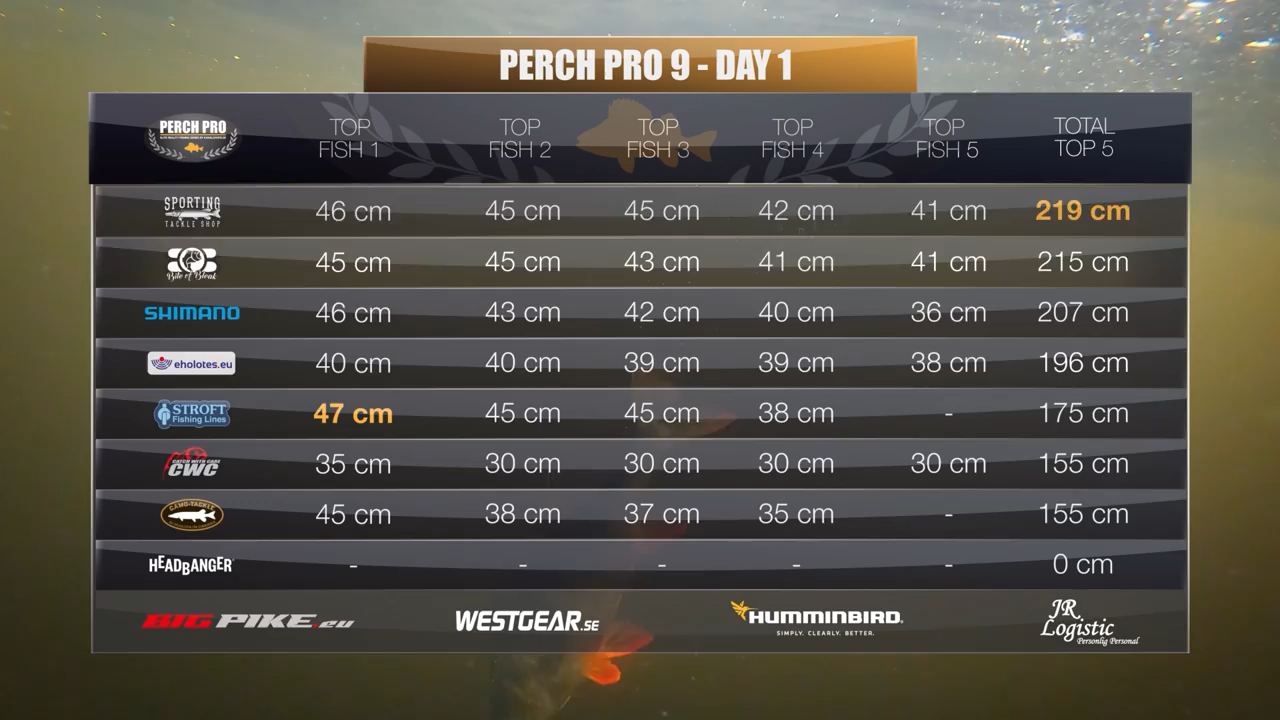 PERCH PRO 9 - DAY 1
PERCH PRO
TOP FISH 1 TOP FISH 2 TOP FISH 3 TOP FISH 4 TOP FISH 5 TOTAL TOP 5
SPORTING TACKLE SHOP 46 cm 45 cm 45 cm 42 cm 41 cm 219 cm
Bite of Bleak 45 cm 45 cm 43 cm 41 cm 41 cm 215 cm
SHIMANO 46 cm 43 cm 42 cm 40 cm 36 cm 207 cm
eholotes.eu 40 cm 40 cm 39 cm 39 cm 38 cm 196 cm
STROFT Fishing Lines 47 cm 45 cm 45 cm 38 cm - 175 cm
CATCH WITH CARE CWC 35 cm 30 cm 30 cm 30 cm 30 cm 155 cm
CAMO-TACKLE 45 cm 38 cm 37 cm 35 cm - 155 cm
HEADBANGER - - - - - 0 cm
BIG PIKE.eu WESTGEAR.SE HUMMINBIRD SIMPLY. CLEARLY. BETTER. JR Logistic Personlig Personal